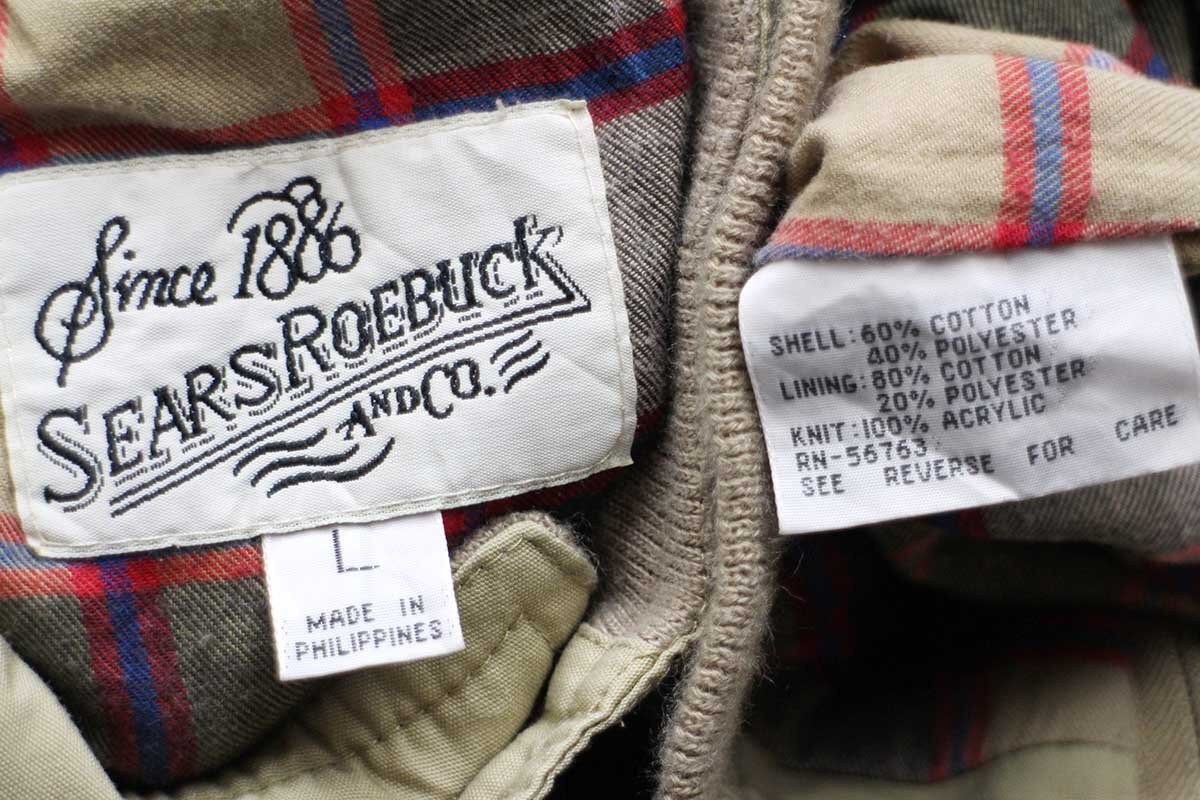 Since 1886
SEARS ROEBUCK
AND CO.
L
MADE IN
PHILIPPINES
SHELL: 60% COTTON
40% POLYESTER
LINING: 80% COTTON
20% POLYESTER
KNIT: 100% ACRYLIC
RN-56763
SEE REVERSE FOR CARE